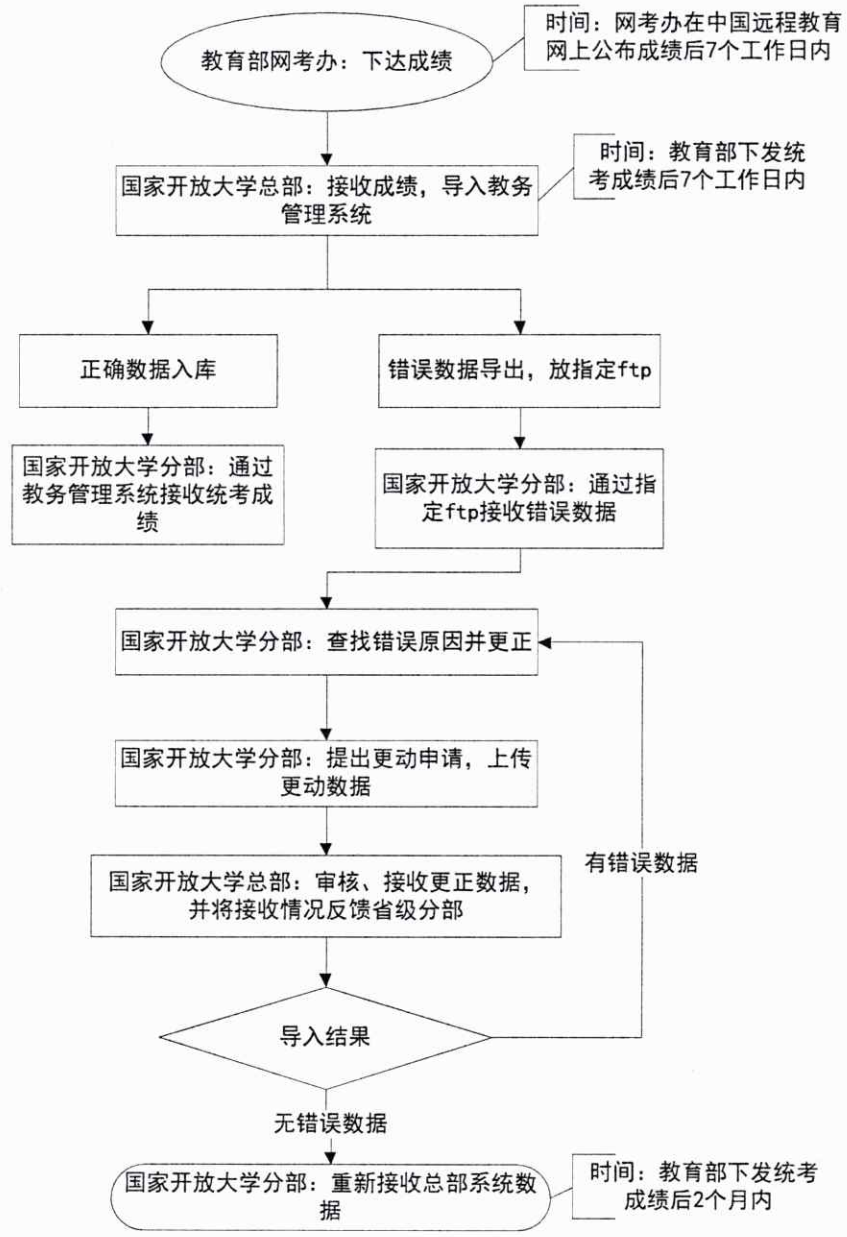 时间：网考办在中国远程教育
网上公布成绩后7个工作日内
教育部网考办：下达成绩
时间：教育部下发统
考成绩后7个工作日内
国家开放大学总部：接收成绩，导入教务
管理系统
正确数据入库
错误数据导出，放指定ftp
国家开放大学分部：通过
教务管理系统接收统考成
绩
国家开放大学分部：通过指
定ftp接收错误数据
国家开放大学分部：查找错误原因并更正
国家开放大学分部：提出更动申请，上传
更动数据
有错误数据
国家开放大学总部：审核、接收更正数据，
并将接收情况反馈省级分部
导入结果
无错误数据
国家开放大学分部：重新接收总部系统数
据
时间：教育部下发统考
成绩后2个月内